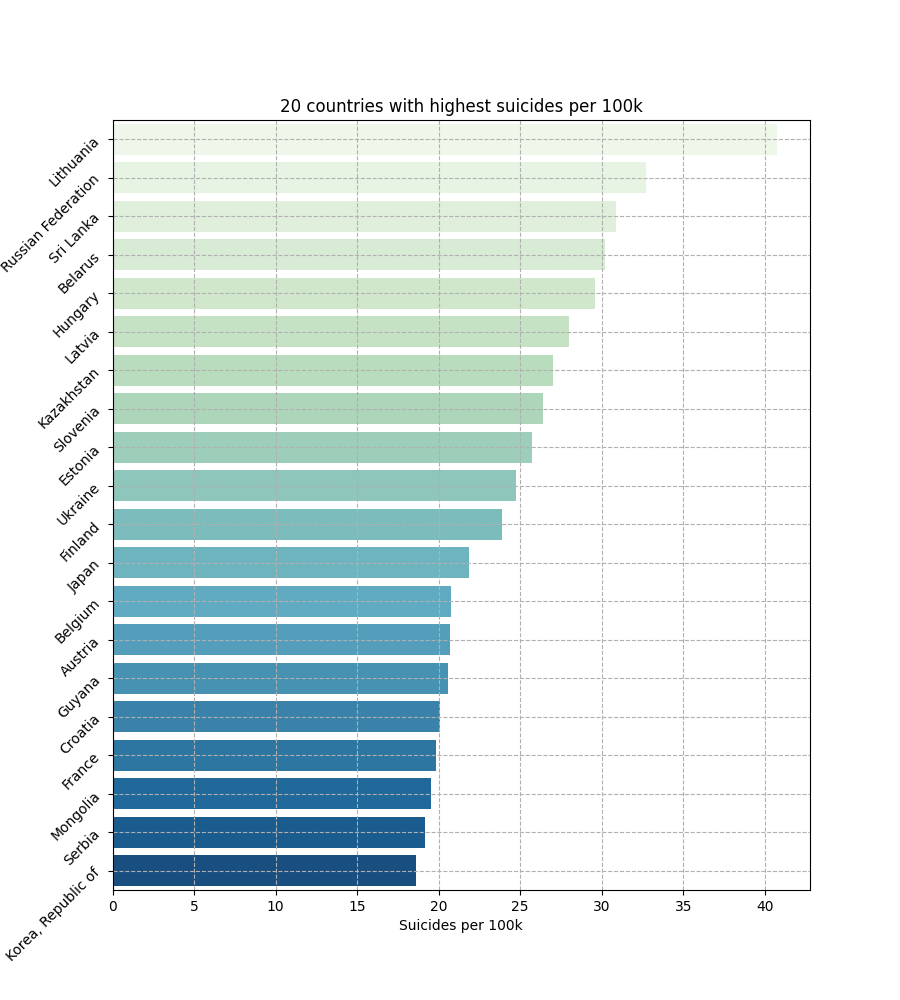 20 countries with highest suicides per 100k
Lithuania
Russian Federation
Sri Lanka
Belarus
Hungary
Latvia
Kazakhstan
Slovenia
Estonia
Ukraine
Finland
Japan
Belgium
Austria
Guyana
Croatia
France
Mongolia
Serbia
Korea, Republic of
0 5 10 15 20 25 30 35 40
Suicides per 100k